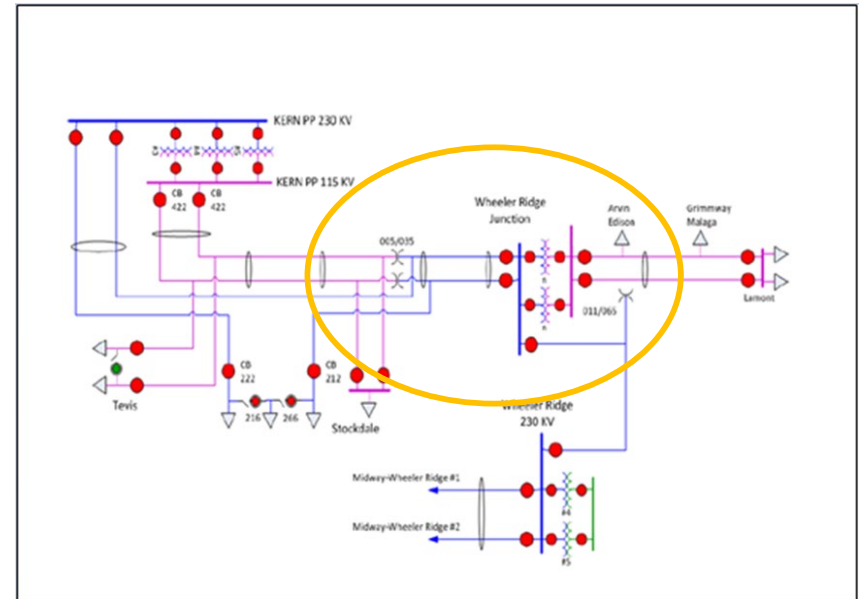 KERN PP 230 KV
KERN PP 115 KV
CB
422
CB
422
Wheeler Ridge
Junction
Arvin
Edison
Grimmway
Malaga
005/035
011/065
Lamont
CB
222
CB
212
216
266
Tevis
Stockdale
Wheeler Ridge
230 KV
Midway-Wheeler Ridge #1
Midway-Wheeler Ridge #2
#4
#5